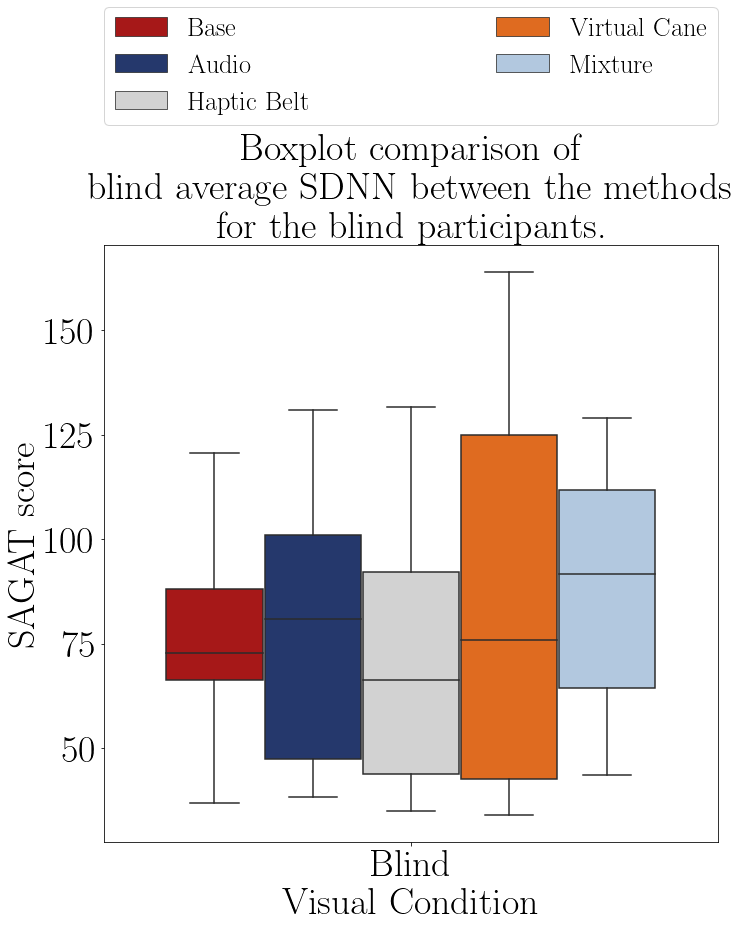 Base
Audio
Haptic Belt
Virtual Cane
Mixture
Boxplot comparison of
blind average SDNN between the methods
for the blind participants.
150
125
100
75
50
SAGAT score
Blind
Visual Condition